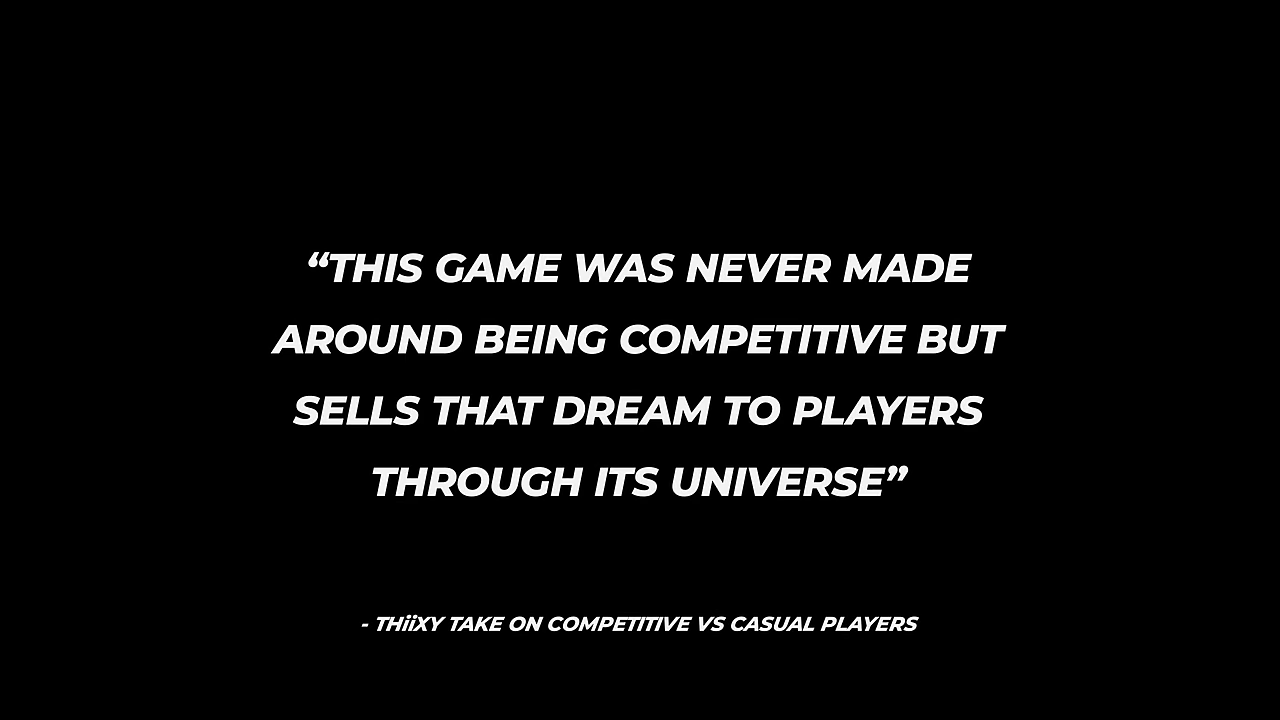 “THIS GAME WAS NEVER MADE
AROUND BEING COMPETITIVE BUT
SELLS THAT DREAM TO PLAYERS
THROUGH ITS UNIVERSE”
- THiiXY TAKE ON COMPETITIVE VS CASUAL PLAYERS